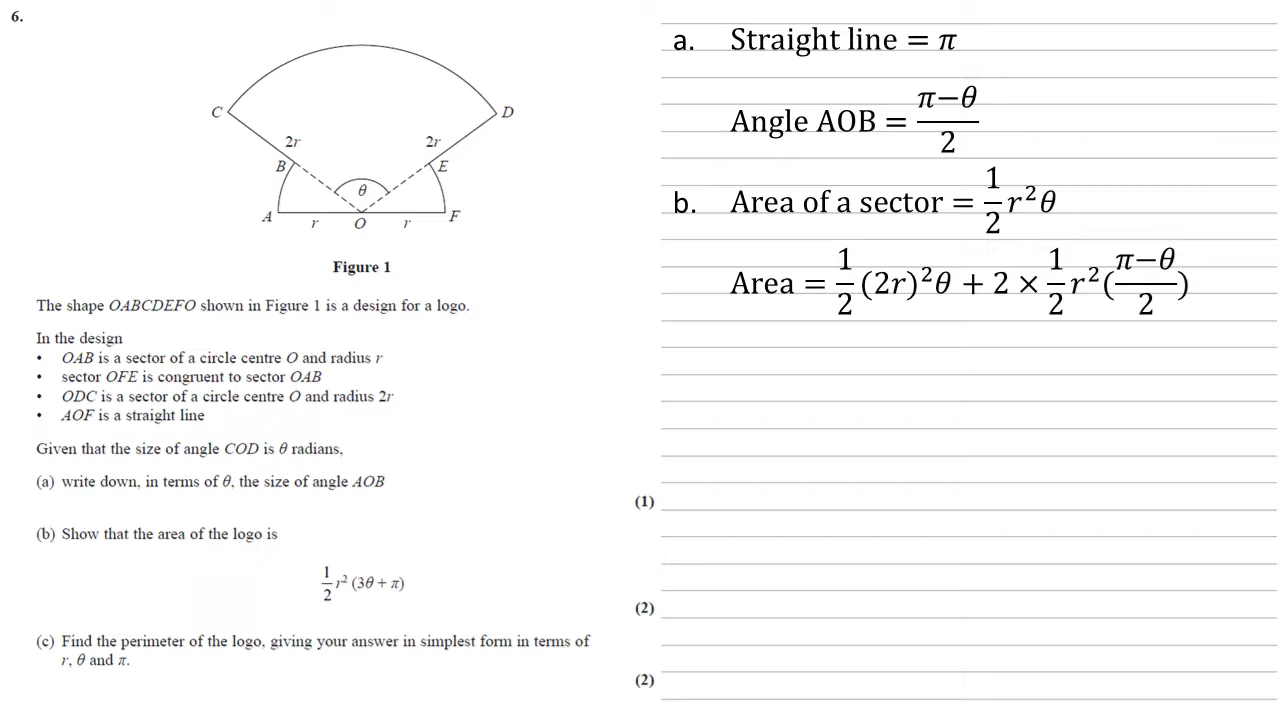 6.
C
D
2r
2r
B
E
θ
A
F
r
O
r
Figure 1
The shape OABCDEFO shown in Figure 1 is a design for a logo.
In the design
• OAB is a sector of a circle centre O and radius r
• sector OFE is congruent to sector OAB
• ODC is a sector of a circle centre O and radius 2r
• AOF is a straight line
Given that the size of angle COD is θ radians,
(a) write down, in terms of θ, the size of angle AOB
(1)
(b) Show that the area of the logo is
1/2 r² (3θ + π)
(2)
(c) Find the perimeter of the logo, giving your answer in simplest form in terms of
r, θ and π.
(2)
a. Straight line = π
Angle AOB = (π−θ)/2
b. Area of a sector = 1/2 r²θ
Area = 1/2 (2r)²θ + 2 × 1/2 r²((π−θ)/2)